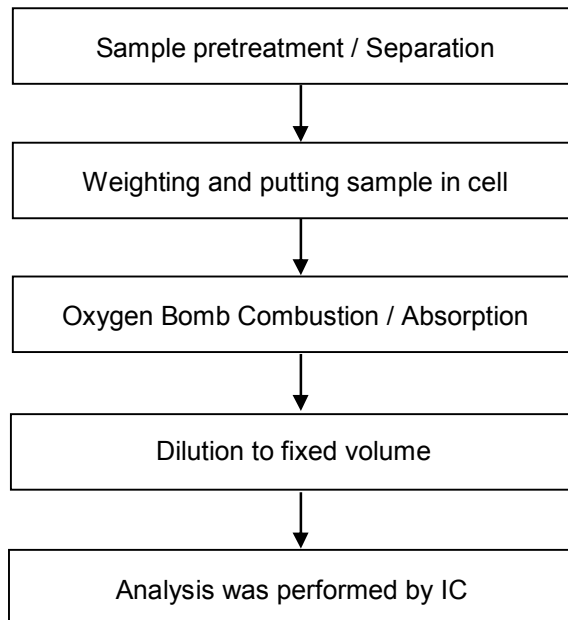 Sample pretreatment / Separation
Weighting and putting sample in cell
Oxygen Bomb Combustion / Absorption
Dilution to fixed volume
Analysis was performed by IC